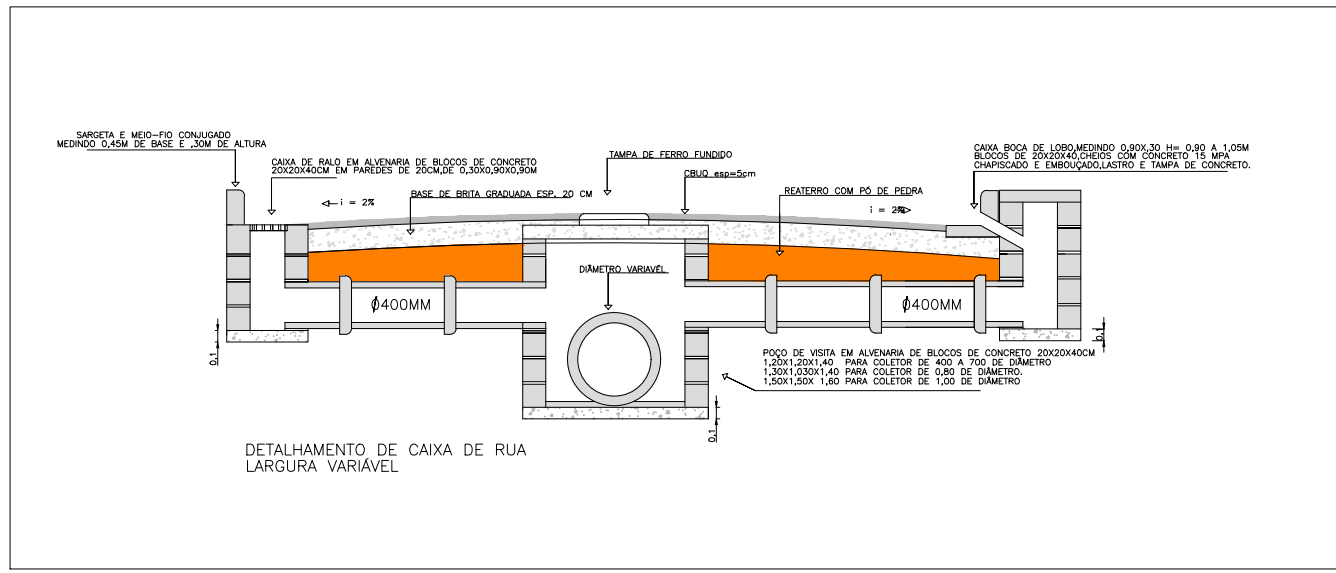 SARGETA E MEIO-FIO CONJUGADO
MEDINDO 0,45M DE BASE E ,30M DE ALTURA
CAIXA DE RALO EM ALVENARIA DE BLOCOS DE CONCRETO
20X20X40CM EM PAREDES DE 20CM,DE 0,30X0,90X0,90M
TAMPA DE FERRO FUNDIDO
CAIXA BOCA DE LOBO,MEDINDO 0,90X,30 H= 0,90 A 1,05M
BLOCOS DE 20X20X40,CHEIOS COM CONCRETO 15 MPA
CHAPISCADO E EMBOUÇADO,LASTRO E TAMPA DE CONCRETO.
CBUQ esp=5cm
BASE DE BRITA GRADUADA ESP. 20 CM
REATERRO COM PÓ DE PEDRA
i = 2%
i = 2%
DIÂMETRO VARIAVÉL
Ø400MM
Ø400MM
0,1
0,1
POÇO DE VISITA EM ALVENARIA DE BLOCOS DE CONCRETO 20X20X40CM
1,20X1,20X1,40 PARA COLETOR DE 400 A 700 DE DIÂMETRO
1,30X1,030X1,40 PARA COLETOR DE 0,80 DE DIÂMETRO.
1,50X1,50X 1,60 PARA COLETOR DE 1,00 DE DIÂMETRO
0,1
DETALHAMENTO DE CAIXA DE RUA
LARGURA VARIÁVEL